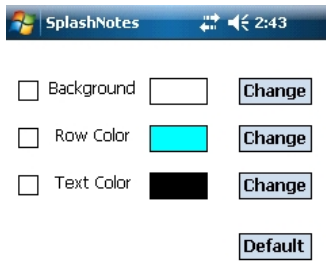 SplashNotes 2:43
Background Change
Row Color Change
Text Color Change
Default